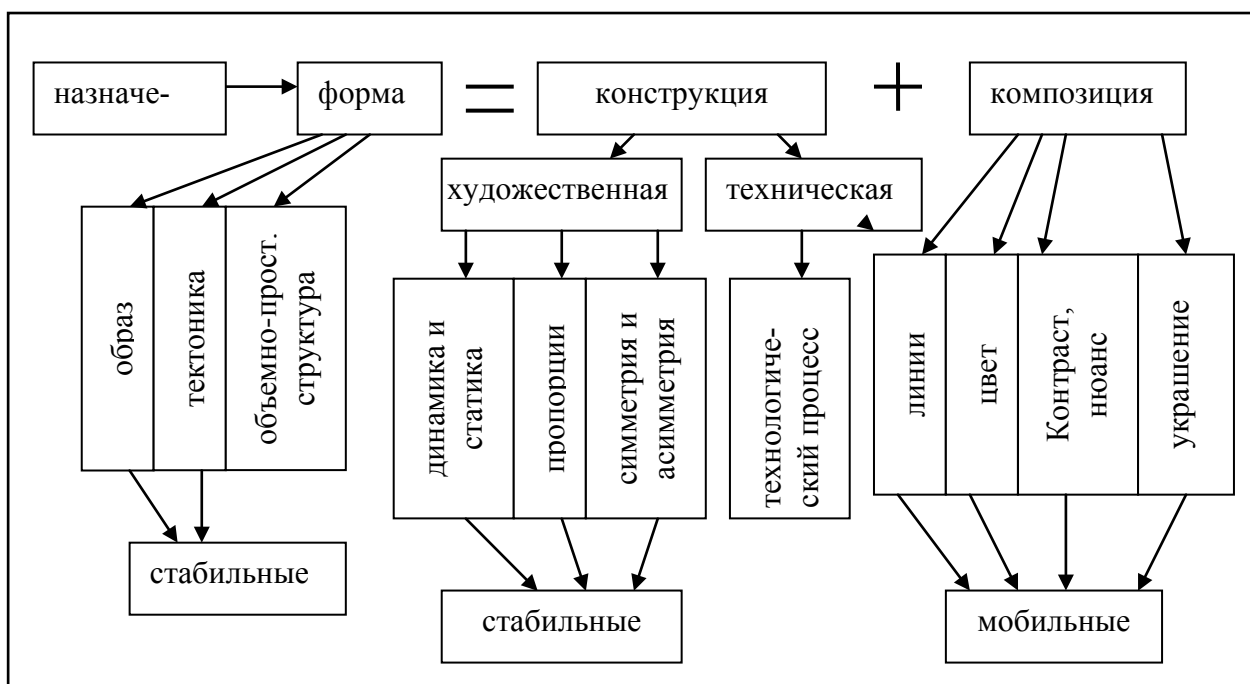 назначе-
форма
=
конструкция
+
композиция
художественная
техническая
образ
тектоника
объемно-прост.
структура
динамика и
статика
пропорции
симметрия и
асимметрия
технологиче-
ский процесс
линии
цвет
Контраст,
нюанс
украшение
стабильные
стабильные
мобильные